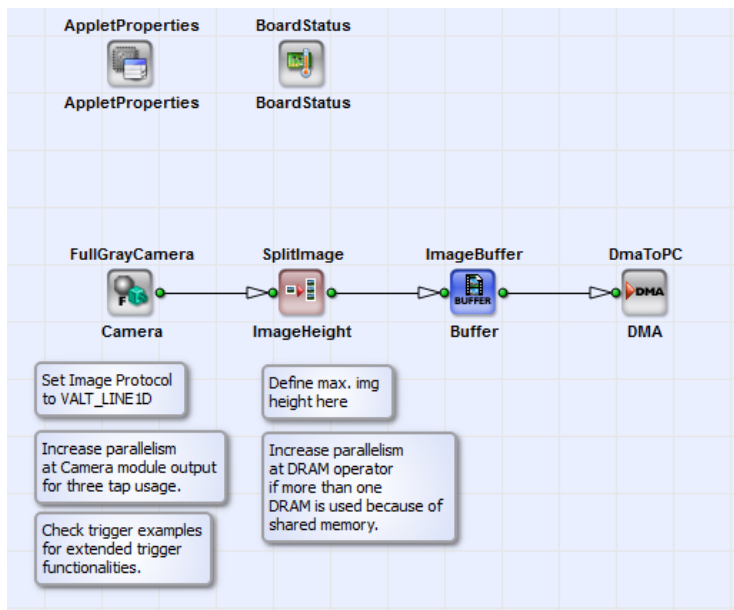 AppletProperties
BoardStatus
AppletProperties
BoardStatus
FullGrayCamera
SplitImage
ImageBuffer
DmaToPC
F
BUFFER
DMA
Camera
ImageHeight
Buffer
DMA
Set Image Protocol
to VALT_LINE1D
Define max. img
height here
Increase parallelism
at Camera module output
for three tap usage.
Increase parallelism
at DRAM operator
if more than one
DRAM is used because of
shared memory.
Check trigger examples
for extended trigger
functionalities.